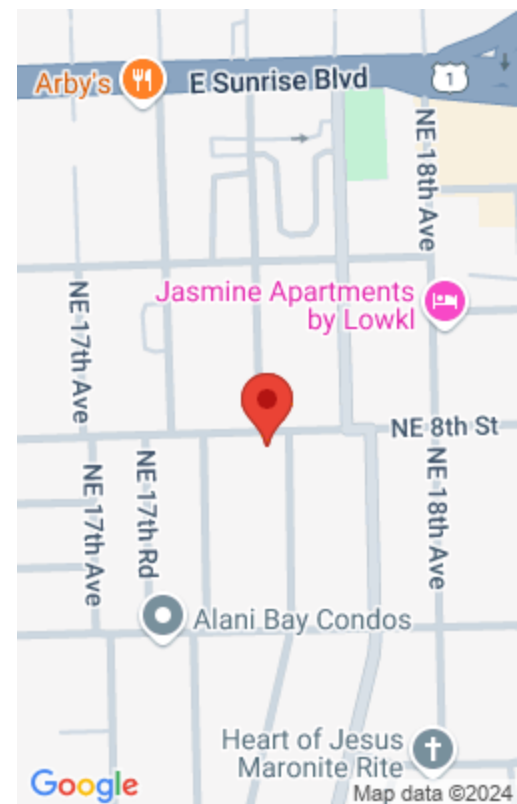 Arby's
E Sunrise Blvd
1
NE 18th Ave
Jasmine Apartments
by Lowkl
NE 17th Ave
NE 8th St
NE 17th Ave
NE 17th Rd
NE 18th Ave
Alani Bay Condos
Heart of Jesus
Maronite Rite
Google
Map data ©2024